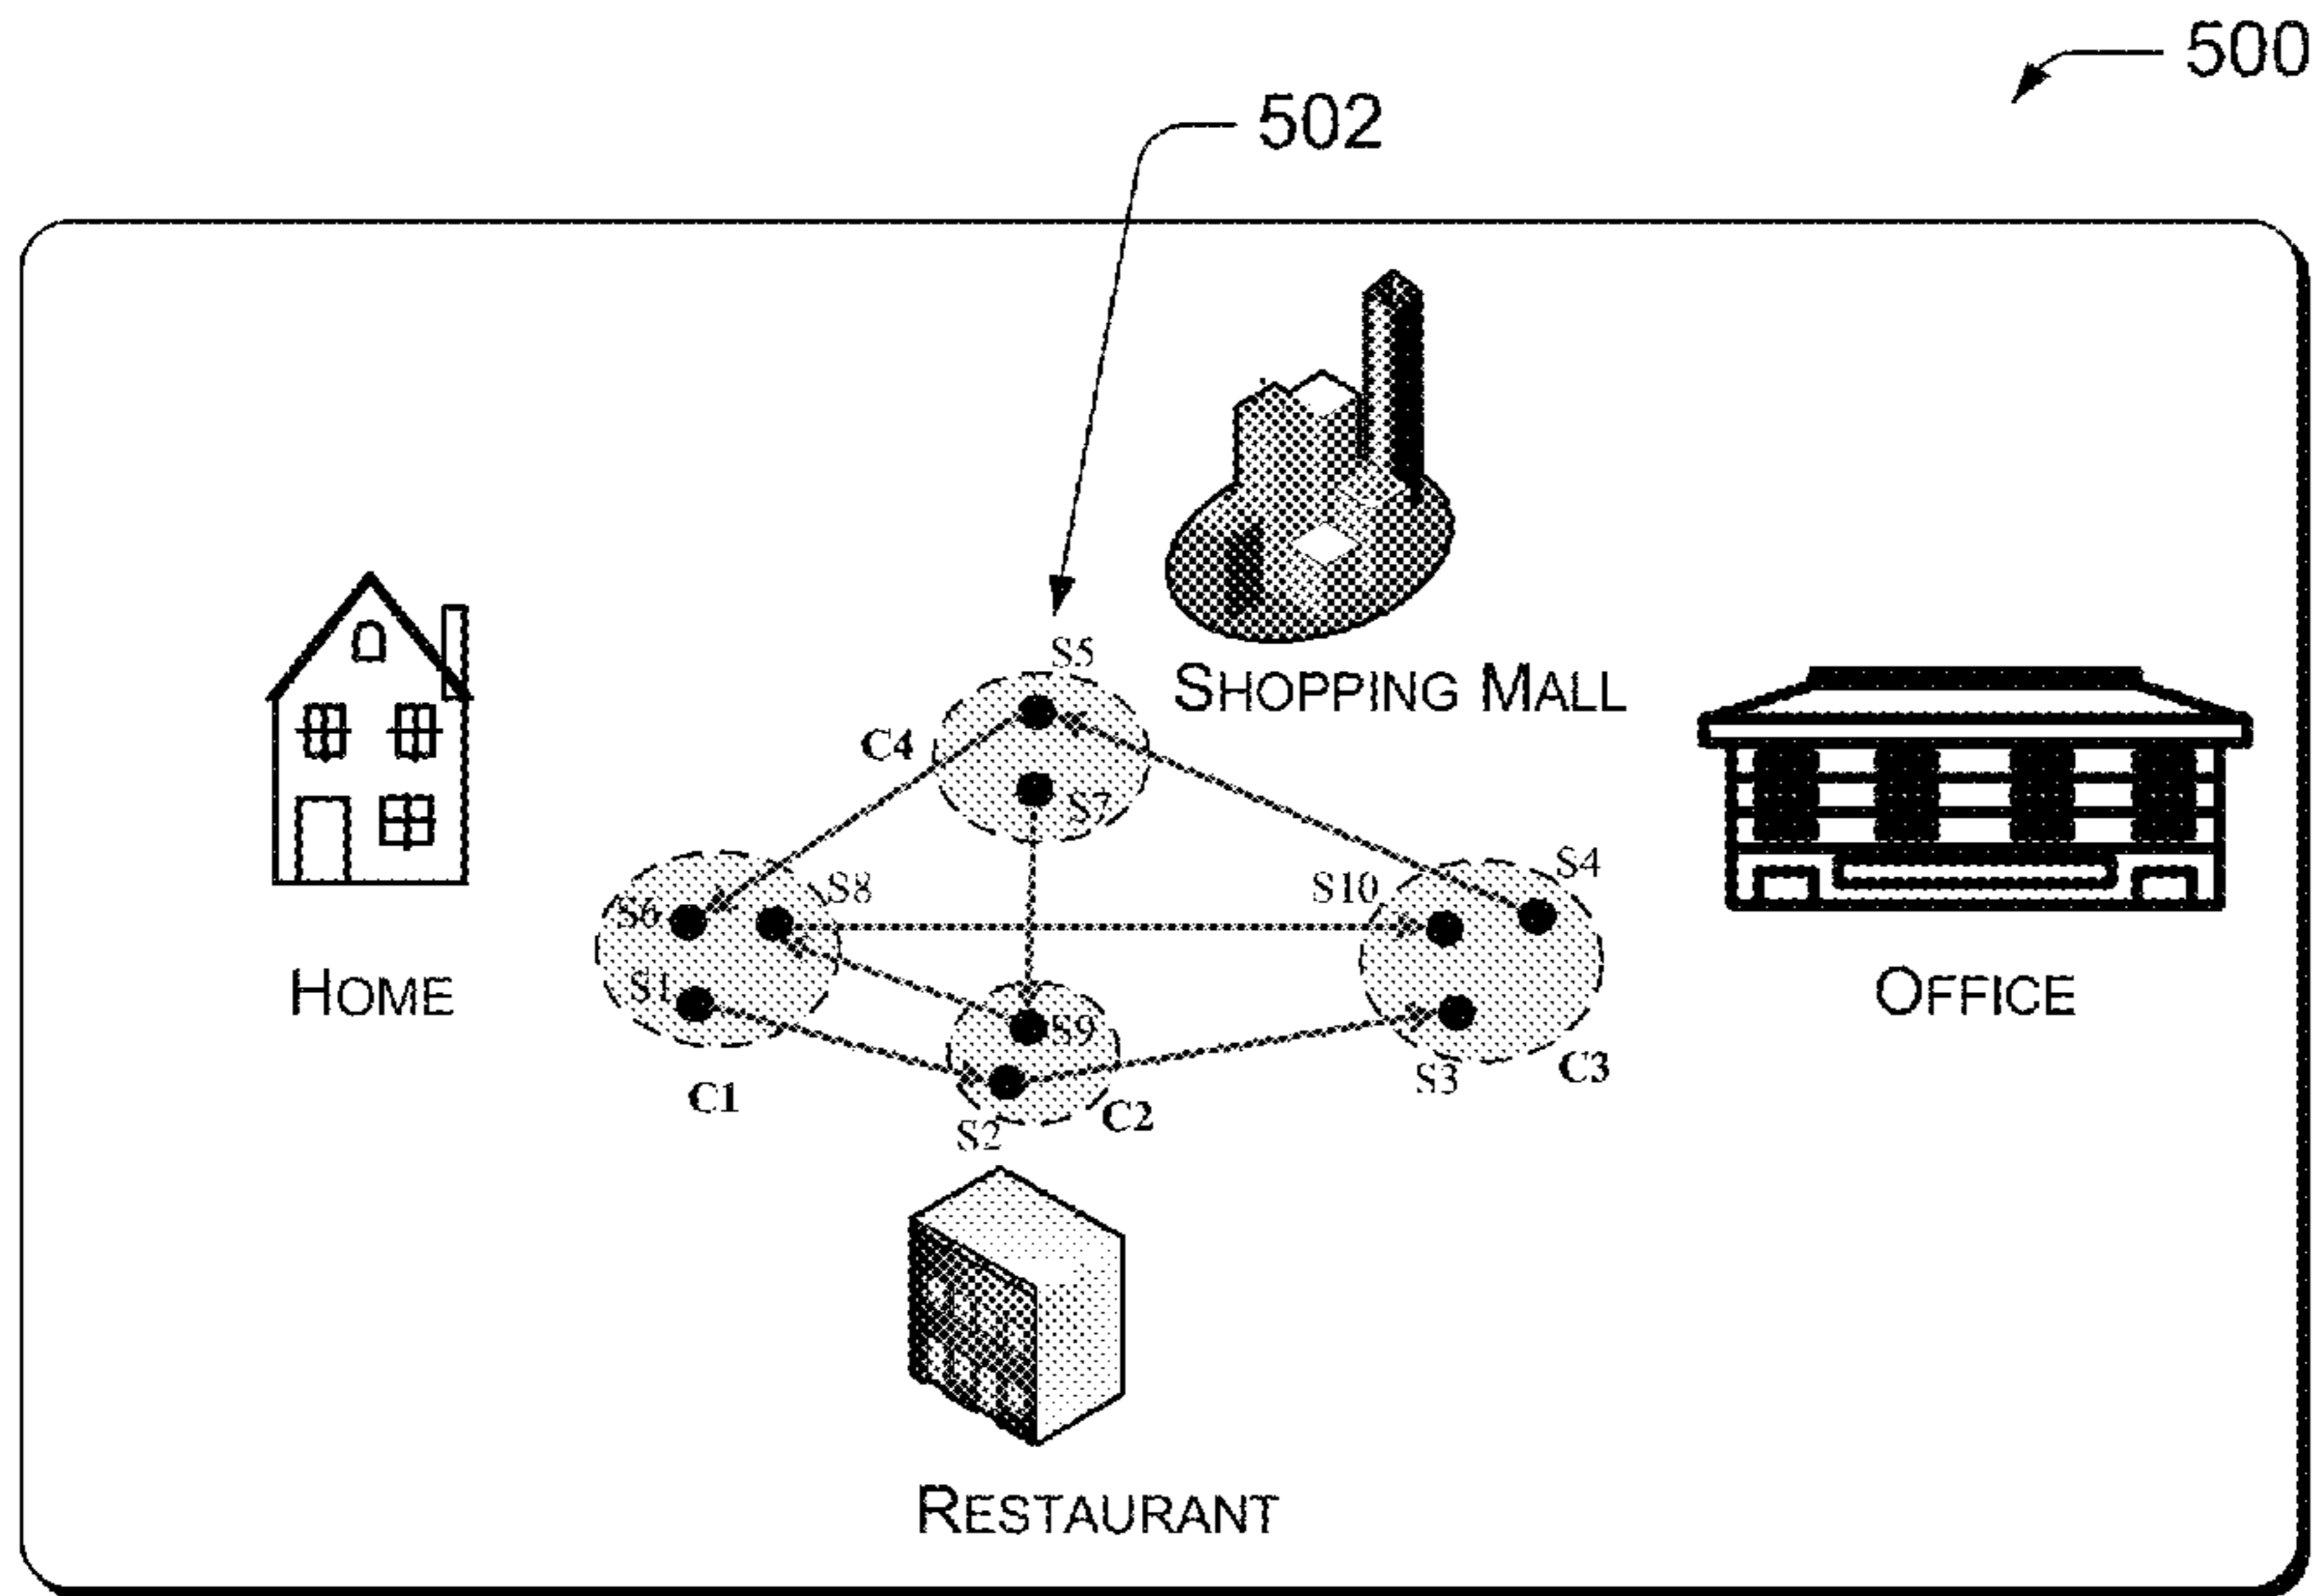 500
502
S5
SHOPPING MALL
C4
S7
S6
S8
S10
S4
S1
HOME
OFFICE
S9
C1
C2
S3
C3
S2
RESTAURANT